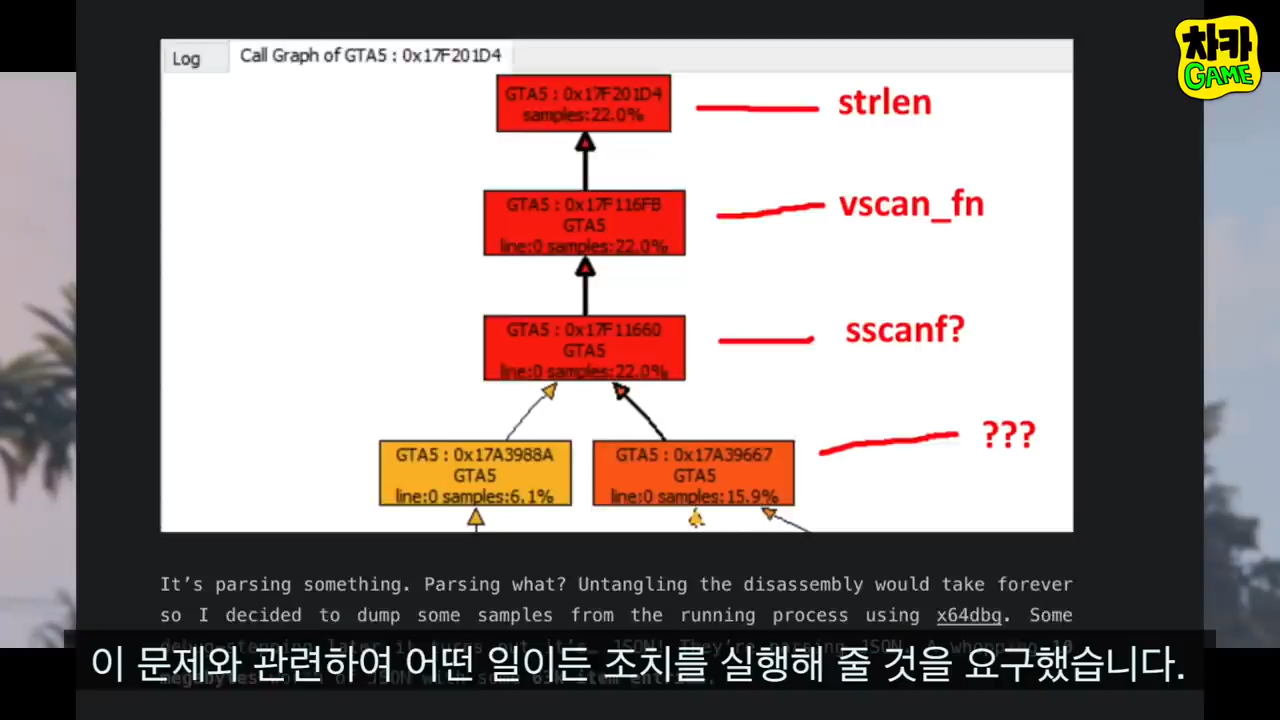 차카
GAME
Log
Call Graph of GTA5 : 0x17F201D4
GTA5 : 0x17F201D4
samples:22.0%
strlen
GTA5 : 0x17F116FB
GTA5
line:0 samples:22.0%
vscan_fn
GTA5 : 0x17F11660
GTA5
line:0 samples:22.0%
sscanf?
GTA5 : 0x17A3988A
GTA5
line:0 samples:6.1%
GTA5 : 0x17A39667
GTA5
line:0 samples:15.9%
???
It’s parsing something. Parsing what? Untangling the disassembly would take forever
so I decided to dump some samples from the running process using x64dbg. Some
이 문제와 관련하여 어떤 일이든 조치를 실행해 줄 것을 요구했습니다.